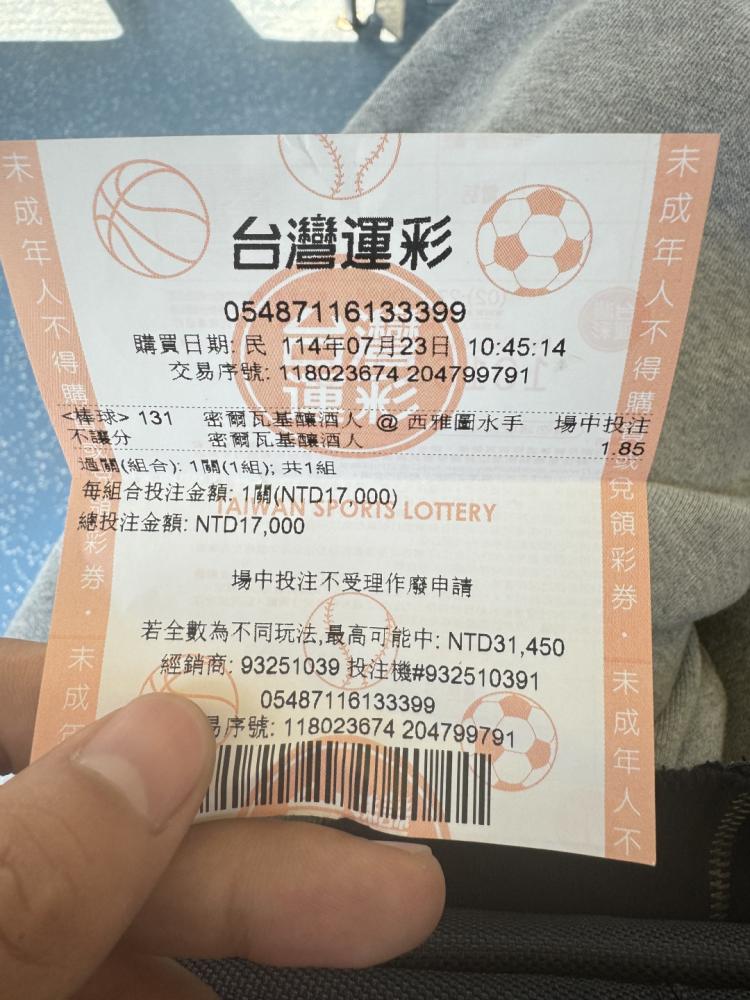 台灣運彩
05487116133399
購買日期: 民 114年07月23日 10:45:14
交易序號: 118023674 204799791
<棒球> 131 密爾瓦基釀酒人 @ 西雅圖水手 場中投注
不讓分 密爾瓦基釀酒人 1.85
過關(組合): 1關(1組); 共1組
每組合投注金額: 1關(NTD17,000)
TAIWAN SPORTS LOTTERY
總投注金額: NTD17,000
場中投注不受理作廢申請
若全數為不同玩法,最高可能中: NTD31,450
經銷商: 93251039 投注機#932510391
05487116133399
易序號: 118023674 204799791
未成年人不得購
領彩券・未成年
未成年人不得購
兌領彩券・未成年人不